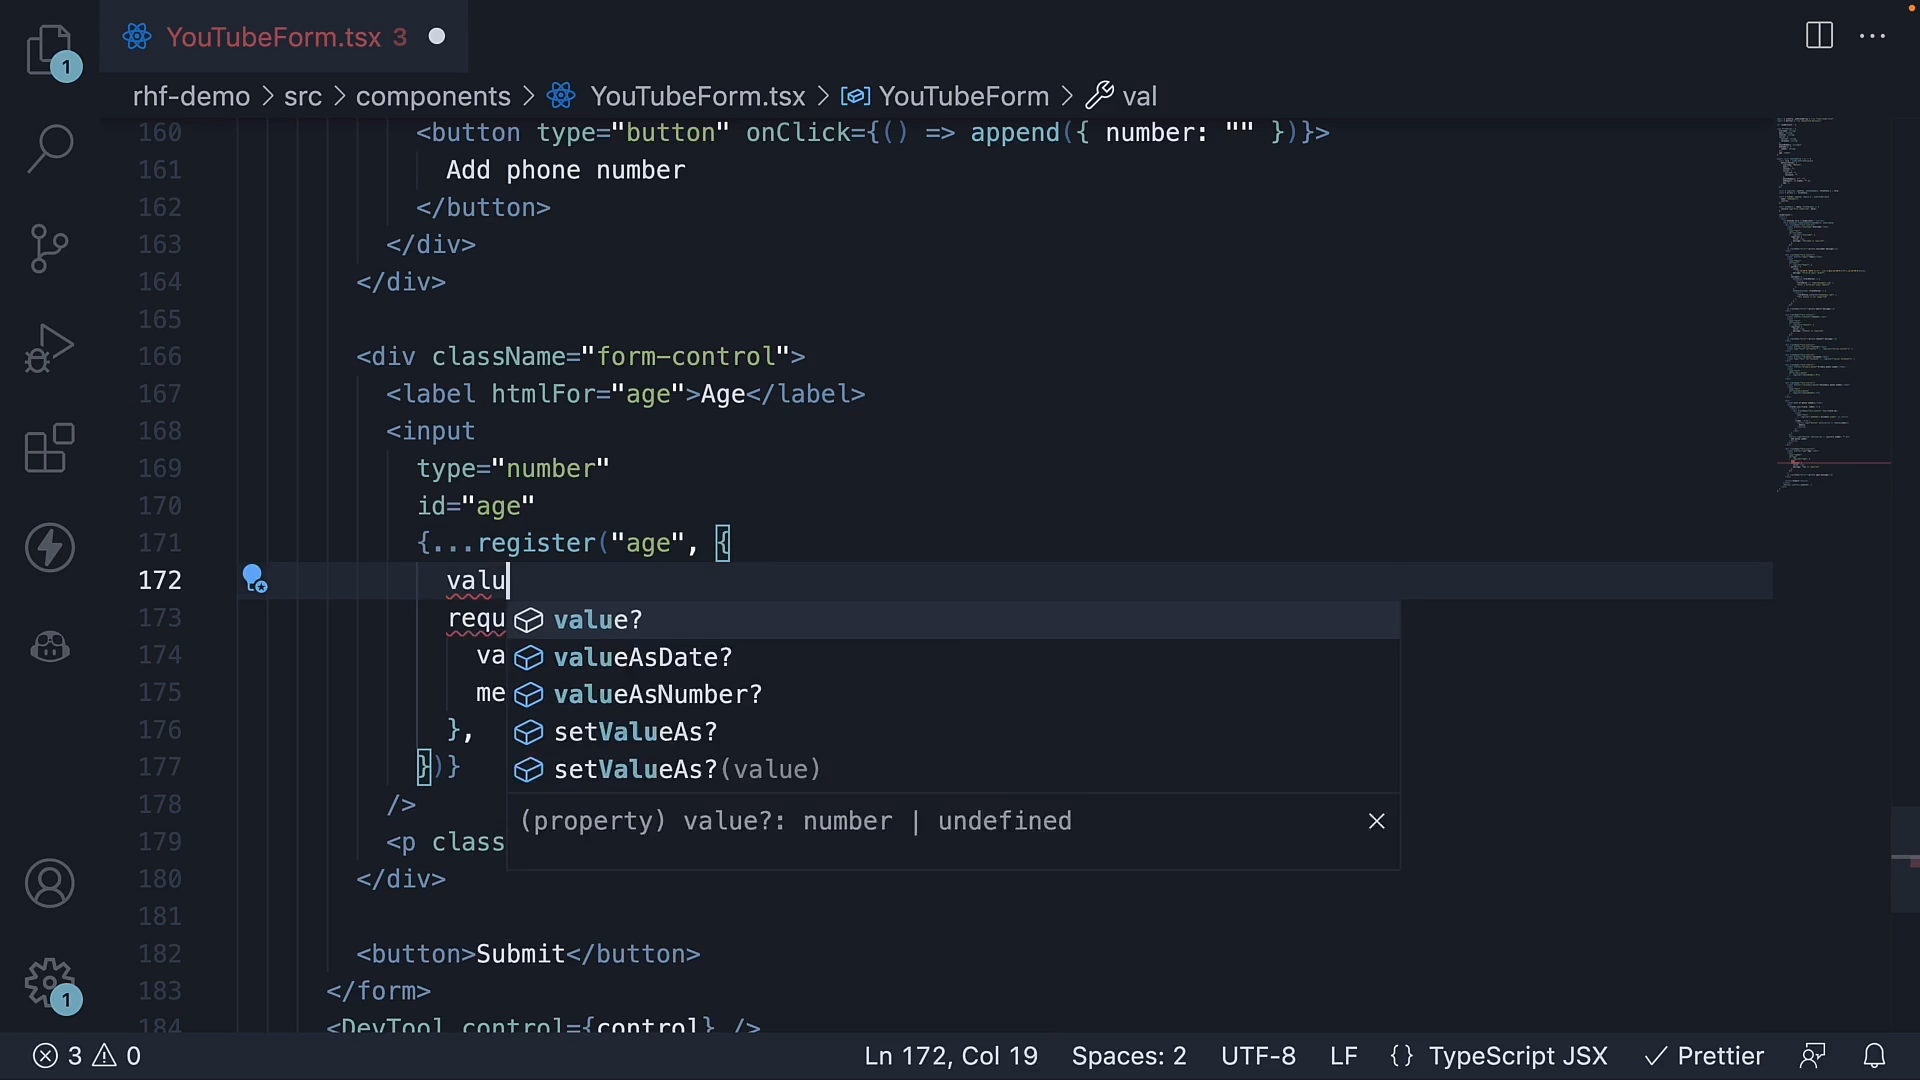 YouTubeForm.tsx 3
1
rhf-demo > src > components > YouTubeForm.tsx > YouTubeForm > val
160 <button type="button" onClick={() => append({ number: "" })}>
161 Add phone number
162 </button>
163 </div>
164 </div>
165
166 <div className="form-control">
167 <label htmlFor="age">Age</label>
168 <input
169 type="number"
170 id="age"
171 {...register("age", {
172 valu
173 requ
value?
174 va
valueAsDate?
175 me
valueAsNumber?
176 },
setValueAs?
177 })}
setValueAs?(value)
178 />
(property) value?: number | undefined
179 <p class
180 </div>
181
182 <button>Submit</button>
183 </form>
1
184 <DevTool control={control} />
3 0 Ln 172, Col 19 Spaces: 2 UTF-8 LF {} TypeScript JSX Prettier